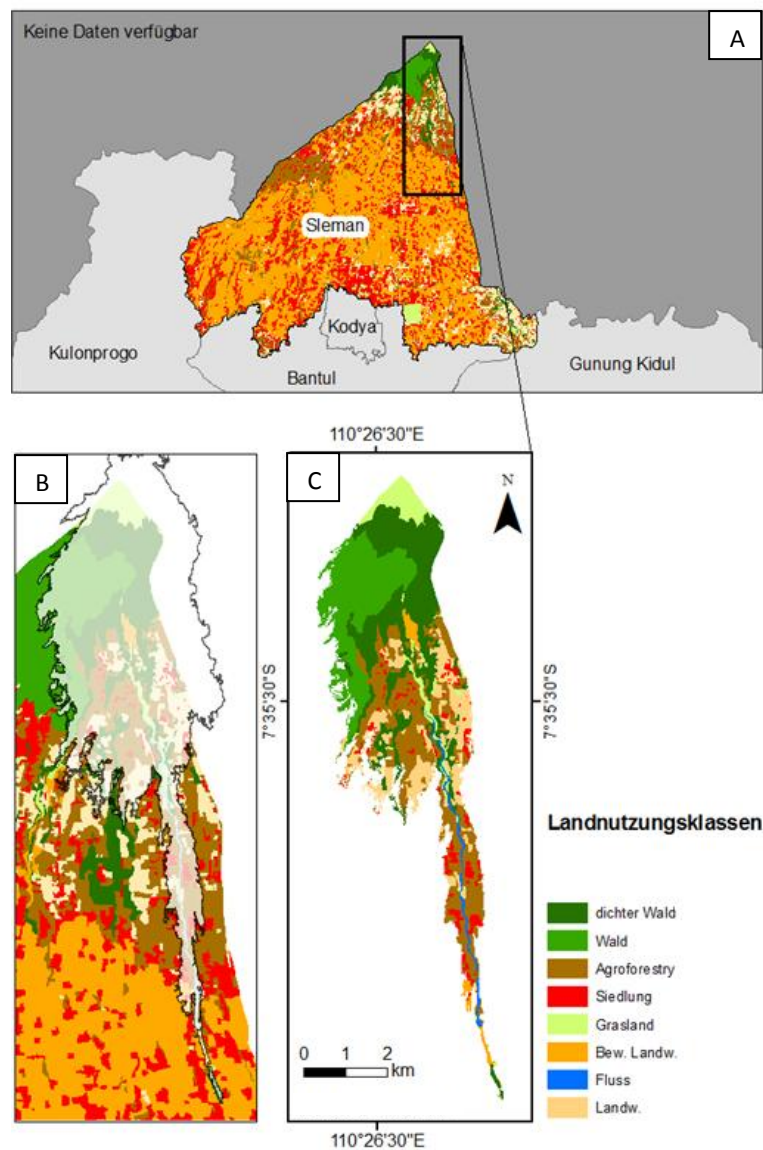 Keine Daten verfügbar
A
Sleman
Kodya
Kulonprogo
Bantul
Gunung Kidul
110°26'30"E
B
C
N
7°35'30"S
7°35'30"S
Landnutzungsklassen
dichter Wald
Wald
Agroforestry
Siedlung
Grasland
Bew. Landw.
Fluss
Landw.
0 1 2
km
110°26'30"E